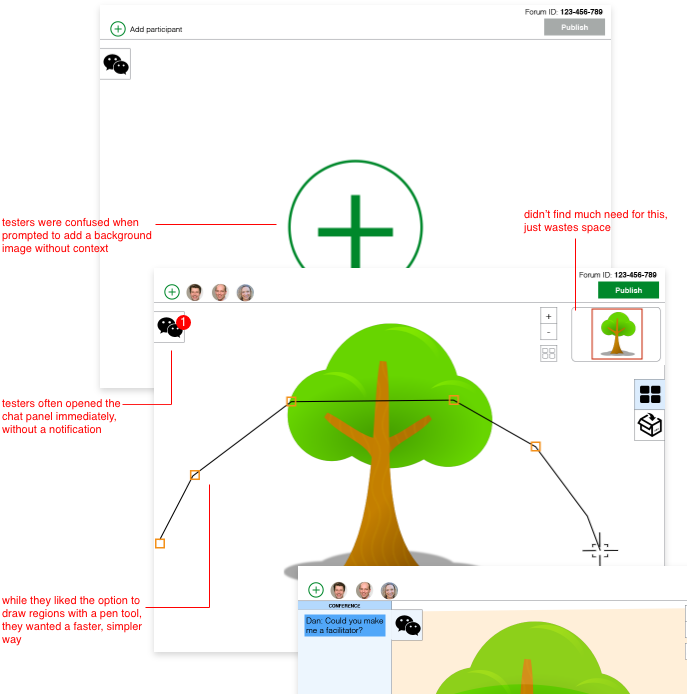 Forum ID: 123-456-789
Add participant
Publish
testers were confused when
prompted to add a background
image without context
didn't find much need for this,
just wastes space
Forum ID: 123-456-789
Publish
1
+
-
testers often opened the
chat panel immediately,
without a notification
while they liked the option to
draw regions with a pen tool,
they wanted a faster, simpler
way
CONFERENCE
Dan: Could you make
me a facilitator?